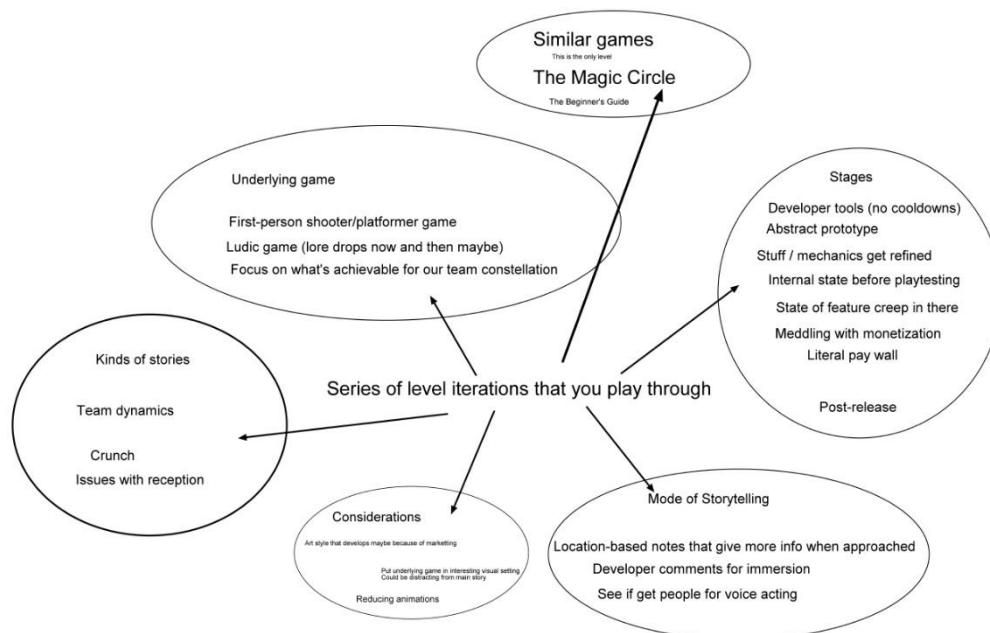 Similar games
This is the only level
The Magic Circle
The Beginner's Guide
Underlying game
First-person shooter/platformer game
Ludic game (lore drops now and then maybe)
Focus on what's achievable for our team constellation
Stages
Developer tools (no cooldowns)
Abstract prototype
Stuff / mechanics get refined
Internal state before playtesting
State of feature creep in there
Meddling with monetization
Literal pay wall
Post-release
Series of level iterations that you play through
Kinds of stories
Team dynamics
Crunch
Issues with reception
Considerations
Art style that develops maybe because of marketting
Put underlying game in interesting visual setting
Could be distracting from main story
Reducing animations
Mode of Storytelling
Location-based notes that give more info when approached
Developer comments for immersion
See if get people for voice acting